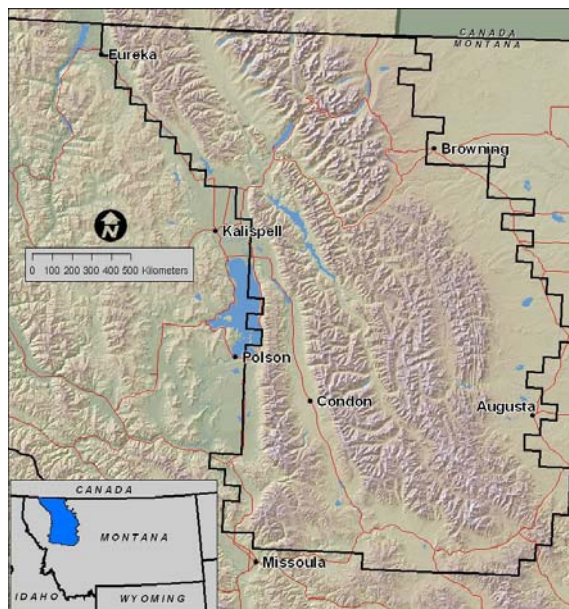 CANADA
MONTANA
Eureka
Browning
N
Kalispell
0 100 200 300 400 500 Kilometers
Polson
Condon
Augusta
CANADA
MONTANA
IDAHO
WYOMING
Missoula